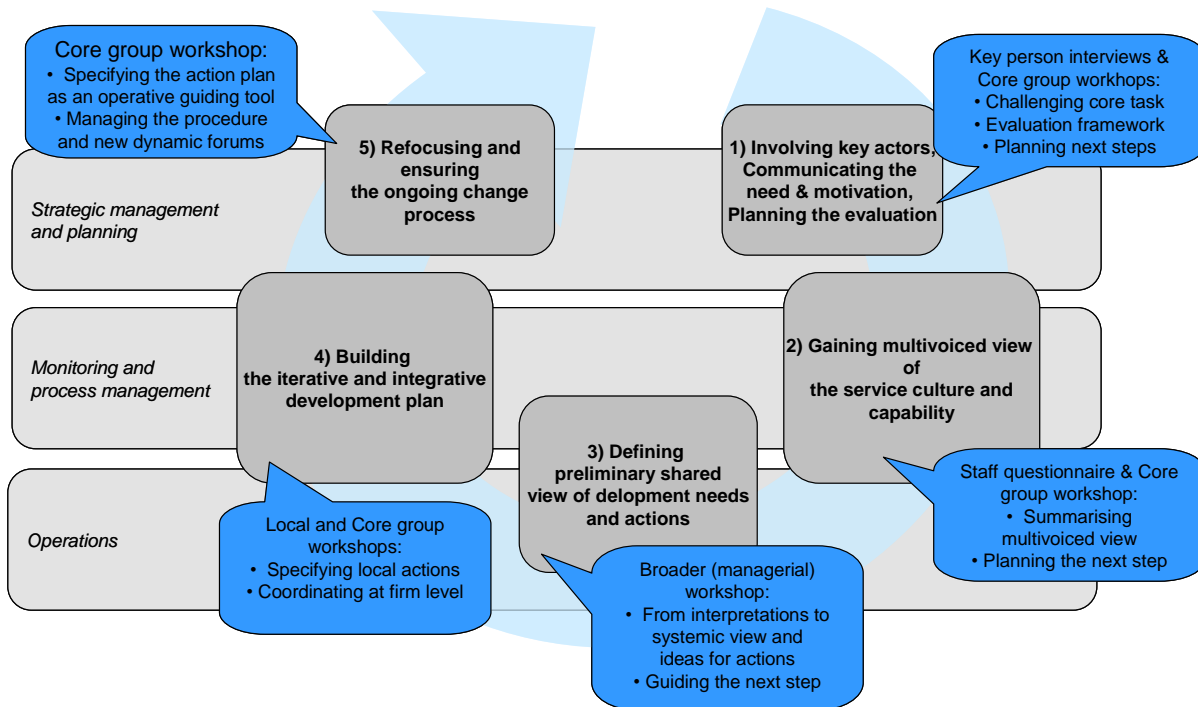 Core group workshop:
• Specifying the action plan
as an operative guiding tool
• Managing the procedure
and new dynamic forums
Key person interviews &
Core group workhops:
• Challenging core task
• Evaluation framework
• Planning next steps
5) Refocusing and
ensuring
the ongoing change
process
1) Involving key actors,
Communicating the
need & motivation,
Planning the evaluation
Strategic management
and planning
Monitoring and
process management
4) Building
the iterative and integrative
development plan
2) Gaining multivoiced view
of
the service culture and
capability
3) Defining
preliminary shared
view of delopment needs
and actions
Operations
Local and Core group
workshops:
• Specifying local actions
• Coordinating at firm level
Broader (managerial)
workshop:
• From interpretations to
systemic view and
ideas for actions
• Guiding the next step
Staff questionnaire & Core
group workshop:
• Summarising
multivoiced view
• Planning the next step